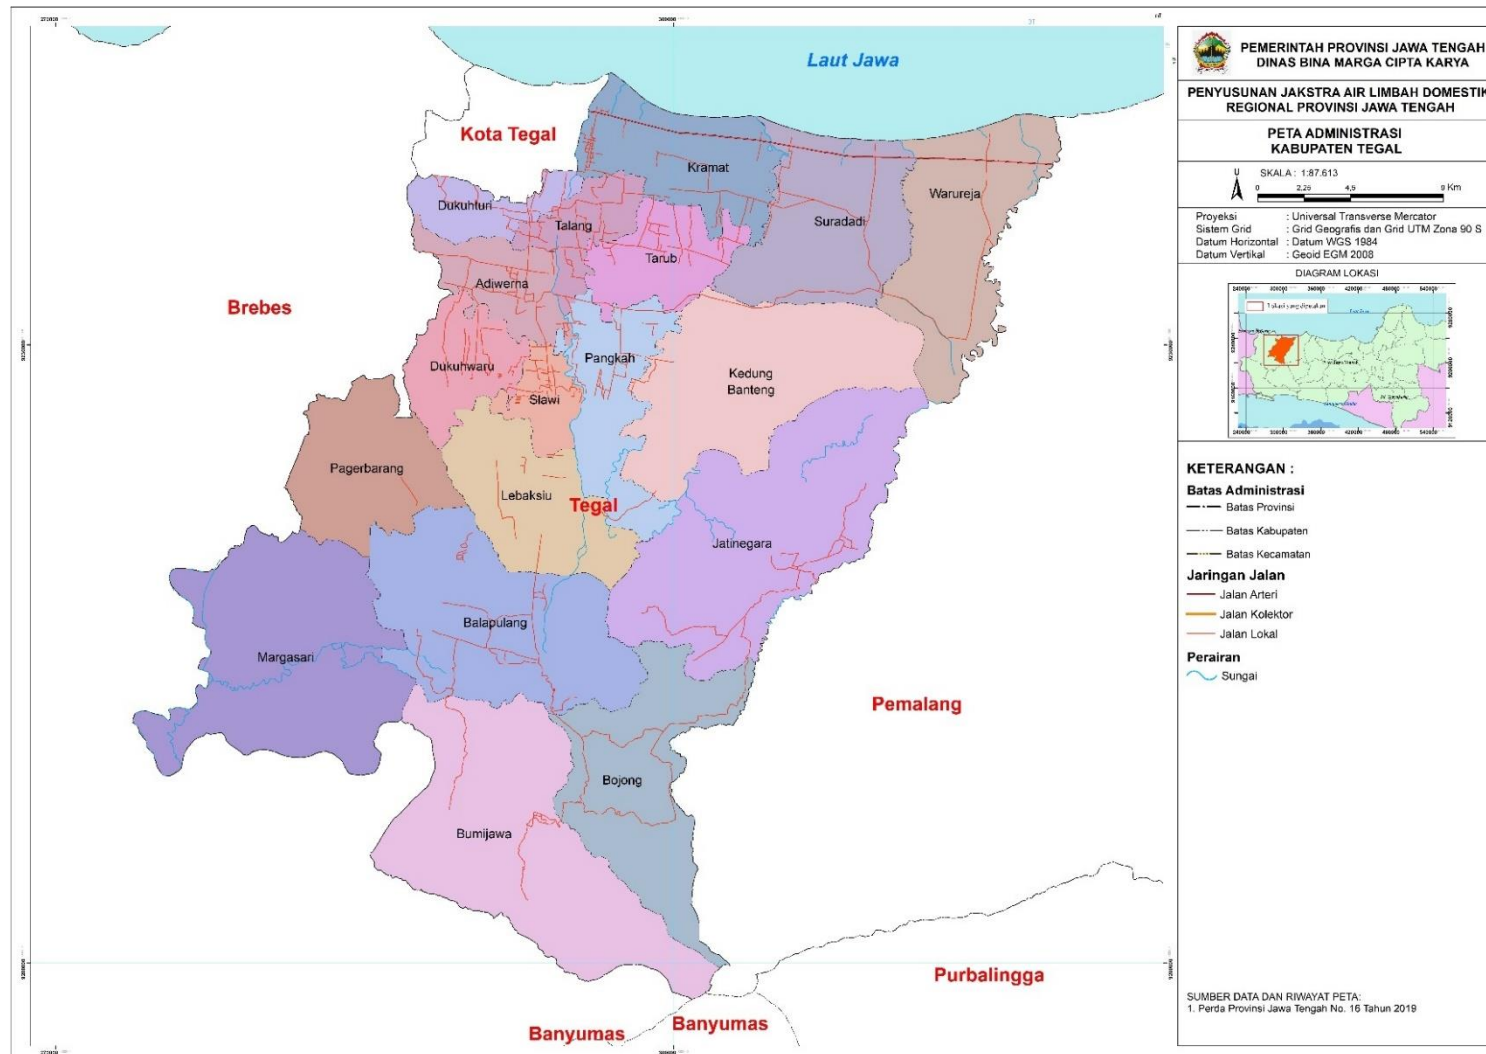 Laut Jawa
Kota Tegal
Kramat
Warureja
Dukuhturi
Suradadi
Talang
Tarub
Adiwerna
Brebes
Pangkah
Dukuhwaru
Kedung
Banteng
Slawi
Pagerbarang
Lebaksiu
Tegal
Jatinegara
Balapulang
Margasari
Pemalang
Bojong
Bumijawa
Purbalingga
Banyumas
Banyumas
PEMERINTAH PROVINSI JAWA TENGAH
DINAS BINA MARGA CIPTA KARYA
PENYUSUNAN JAKSTRA AIR LIMBAH DOMESTIK
REGIONAL PROVINSI JAWA TENGAH
PETA ADMINISTRASI
KABUPATEN TEGAL
U
SKALA : 1:87.613
0 2,25 4,5 9 Km
Proyeksi : Universal Transverse Mercator
Sistem Grid : Grid Geografis dan Grid UTM Zona 90 S
Datum Horizontal : Datum WGS 1984
Datum Vertikal : Geoid EGM 2008
DIAGRAM LOKASI
KETERANGAN :
Batas Administrasi
Batas Provinsi
Batas Kabupaten
Batas Kecamatan
Jaringan Jalan
Jalan Arteri
Jalan Kolektor
Jalan Lokal
Perairan
Sungai
SUMBER DATA DAN RIWAYAT PETA:
1. Perda Provinsi Jawa Tengah No. 16 Tahun 2019